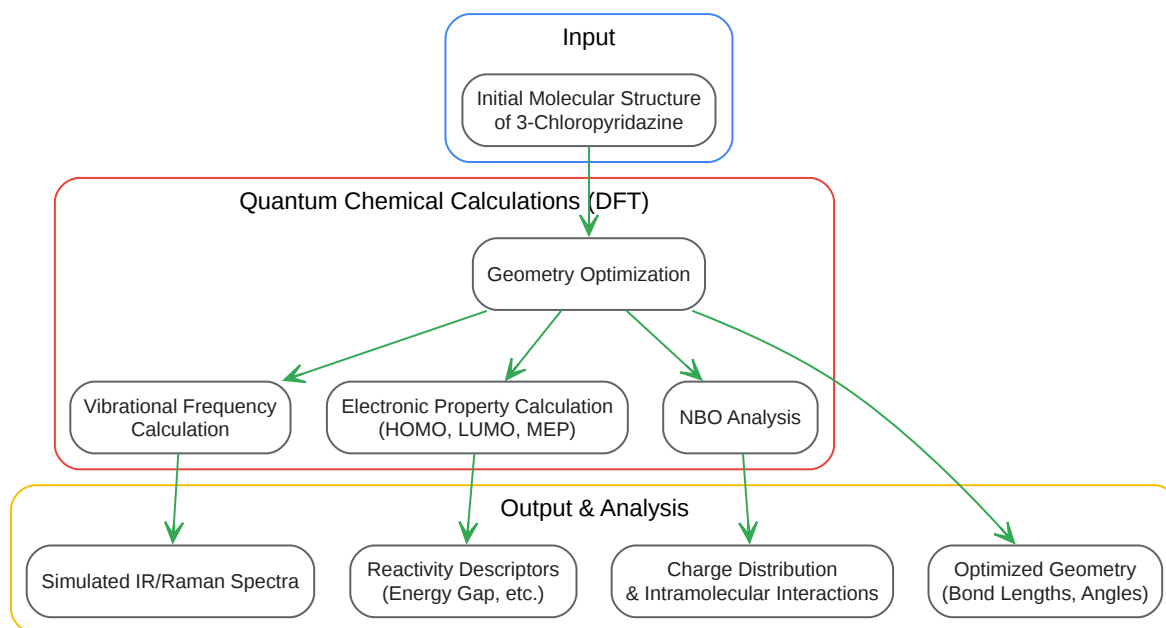 Input
Initial Molecular Structure
of 3-Chloropyridazine
Quantum Chemical Calculations (DFT)
Geometry Optimization
Vibrational Frequency
Calculation
Electronic Property Calculation
(HOMO, LUMO, MEP)
NBO Analysis
Output & Analysis
Simulated IR/Raman Spectra
Reactivity Descriptors
(Energy Gap, etc.)
Charge Distribution
& Intramolecular Interactions
Optimized Geometry
(Bond Lengths, Angles)